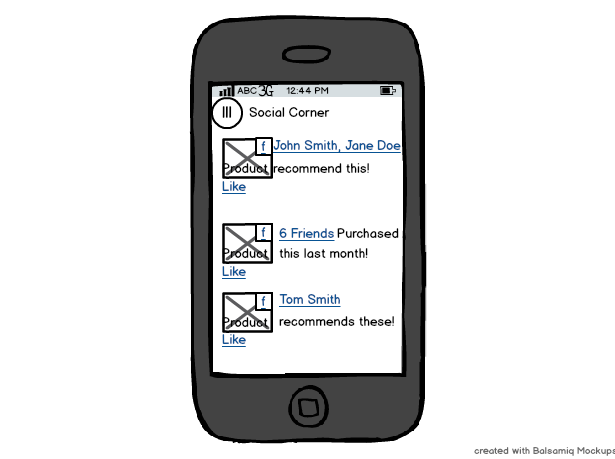 ABC 3G 12:44 PM
Social Corner
f John Smith, Jane Doe
Product recommend this!
Like
f 6 Friends Purchased
Product this last month!
Like
f Tom Smith
Product recommends these!
Like
created with Balsamiq Mockups